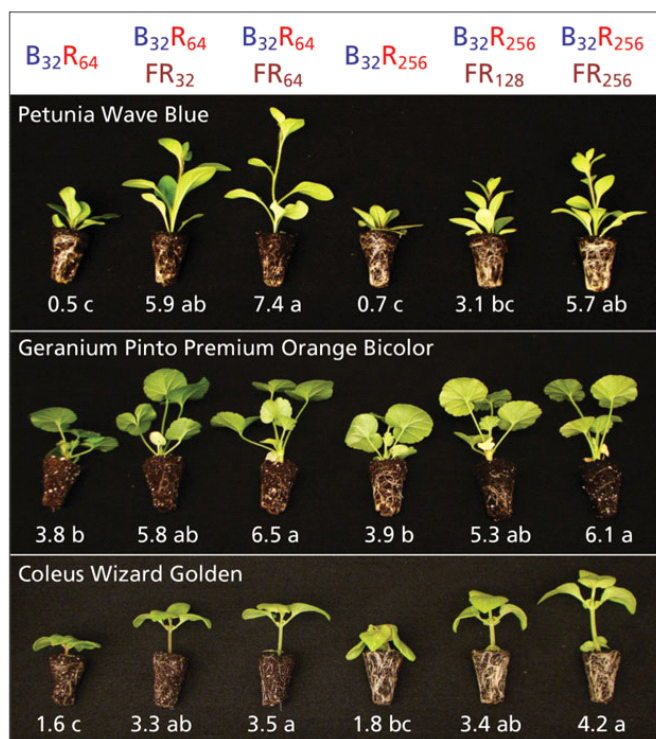 B32R64 B32R64 B32R64 B32R256 B32R256 B32R256
FR32 FR64 FR128 FR256
Petunia Wave Blue
0.5 c 5.9 ab 7.4 a 0.7 c 3.1 bc 5.7 ab
Geranium Pinto Premium Orange Bicolor
3.8 b 5.8 ab 6.5 a 3.9 b 5.3 ab 6.1 a
Coleus Wizard Golden
1.6 c 3.3 ab 3.5 a 1.8 bc 3.4 ab 4.2 a